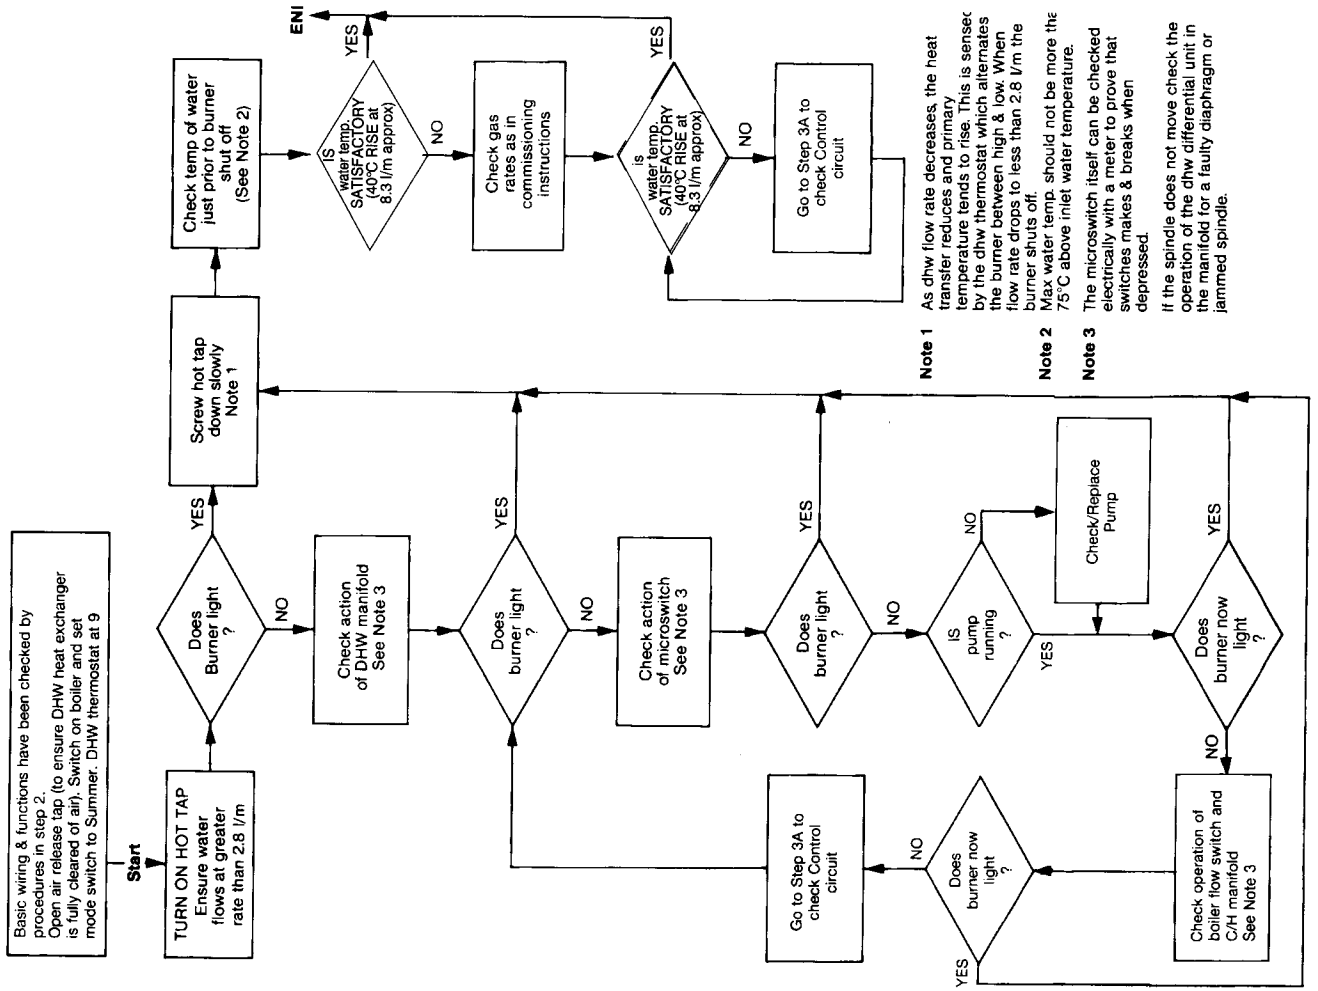 Basic wiring & functions have been checked by
procedures in step 2.
Open air release tap (to ensure DHW heat exchanger
is fully cleared of air). Switch on boiler and set
mode switch to Summer. DHW thermostat at 9
Start
TURN ON HOT TAP
Ensure water
flows at greater
rate than 2.8 l/m
Does
Burner light
?
YES
NO
Screw hot tap
down slowly
Note 1
Check temp of water
just prior to burner
shut off
(See Note 2)
IS
water temp.
SATISFACTORY
(40°C RISE at
8.3 l/m approx)
YES
ENI
NO
Check gas
rates as in
commissioning
instructions
is
water temp.
SATISFACTORY
(40°C RISE at
8.3 l/m approx)
YES
NO
Go to Step 3A to
check Control
circuit
Check action
of DHW manifold
See Note 3
Does
burner light
?
YES
NO
Check action
of microswitch
See Note 3
Does
burner light
?
YES
NO
IS
pump
running
?
NO
YES
Check/Replace
Pump
Does
burner now
light
?
YES
NO
Check operation of
boiler flow switch and
C/H manifold
See Note 3
Does
burner now
light
?
YES
NO
Go to Step 3A to
check Control
circuit
Note 1 As dhw flow rate decreases, the heat
transfer reduces and primary
temperature tends to rise. This is sensed
by the dhw thermostat which alternates
the burner between high & low. When
flow rate drops to less than 2.8 l/m the
burner shuts off.
Note 2 Max water temp. should not be more tha
75°C above inlet water temperature.
Note 3 The microswitch itself can be checked
electrically with a meter to prove that
switches makes & breaks when
depressed.
If the spindle does not move check the
operation of the dhw differential unit in
the manifold for a faulty diaphragm or
jammed spindle.